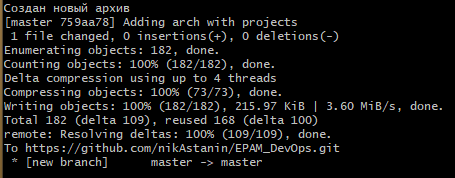 Создан новый архив
[master 759aa78] Adding arch with projects
 1 file changed, 0 insertions(+), 0 deletions(-)
Enumerating objects: 182, done.
Counting objects: 100% (182/182), done.
Delta compression using up to 4 threads
Compressing objects: 100% (73/73), done.
Writing objects: 100% (182/182), 215.97 KiB | 3.60 MiB/s, done.
Total 182 (delta 109), reused 168 (delta 100)
remote: Resolving deltas: 100% (109/109), done.
To https://github.com/nikAstanin/EPAM_DevOps.git
 * [new branch]      master -> master